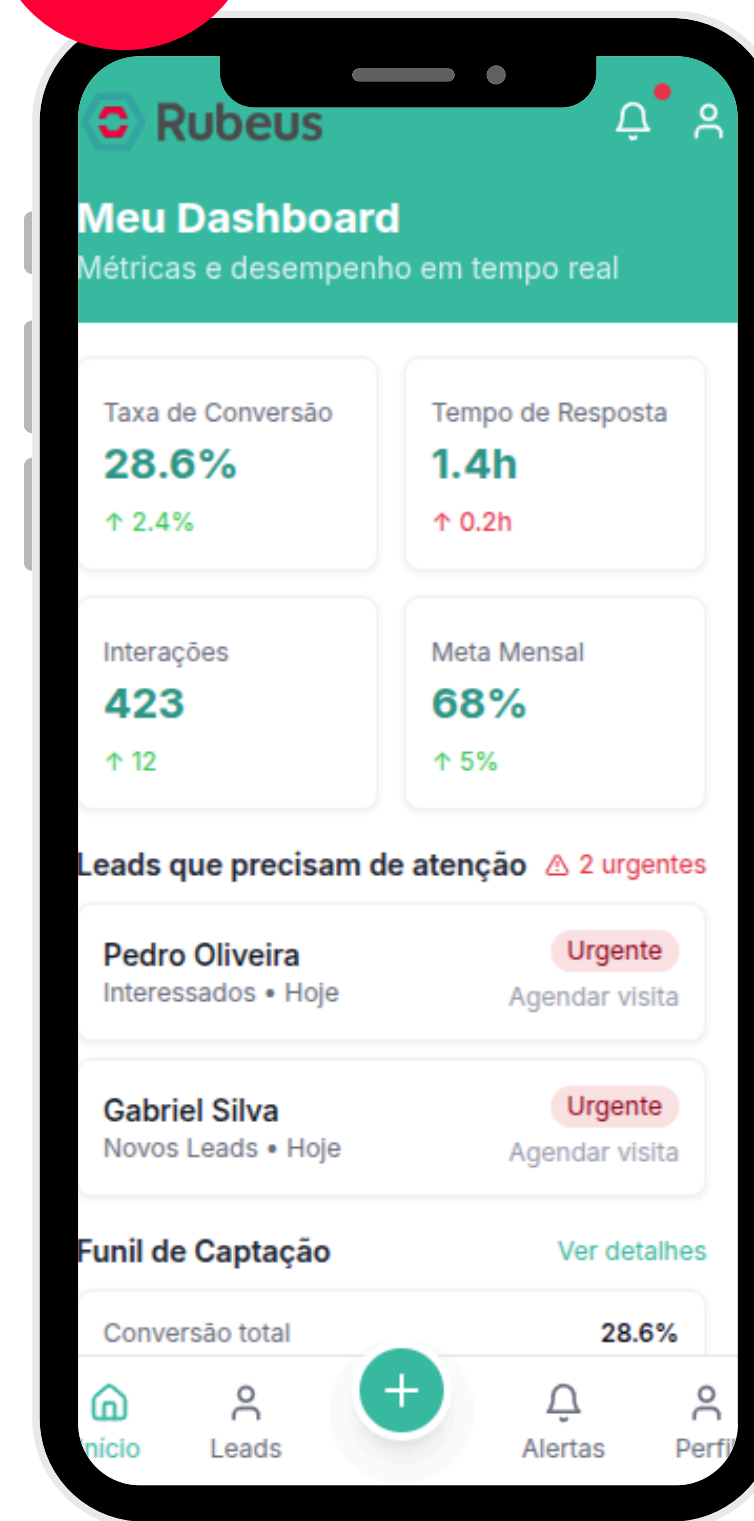 Rubeus
Meu Dashboard
Métricas e desempenho em tempo real
Taxa de Conversão
28.6%
↑ 2.4%
Tempo de Resposta
1.4h
↑ 0.2h
Interações
423
↑ 12
Meta Mensal
68%
↑ 5%
Leads que precisam de atenção
2 urgentes
Pedro Oliveira
Urgente
Interessados • Hoje
Agendar visita
Gabriel Silva
Urgente
Novos Leads • Hoje
Agendar visita
Funil de Captação
Ver detalhes
Conversão total
28.6%
Início
Leads
Alertas
Perfil